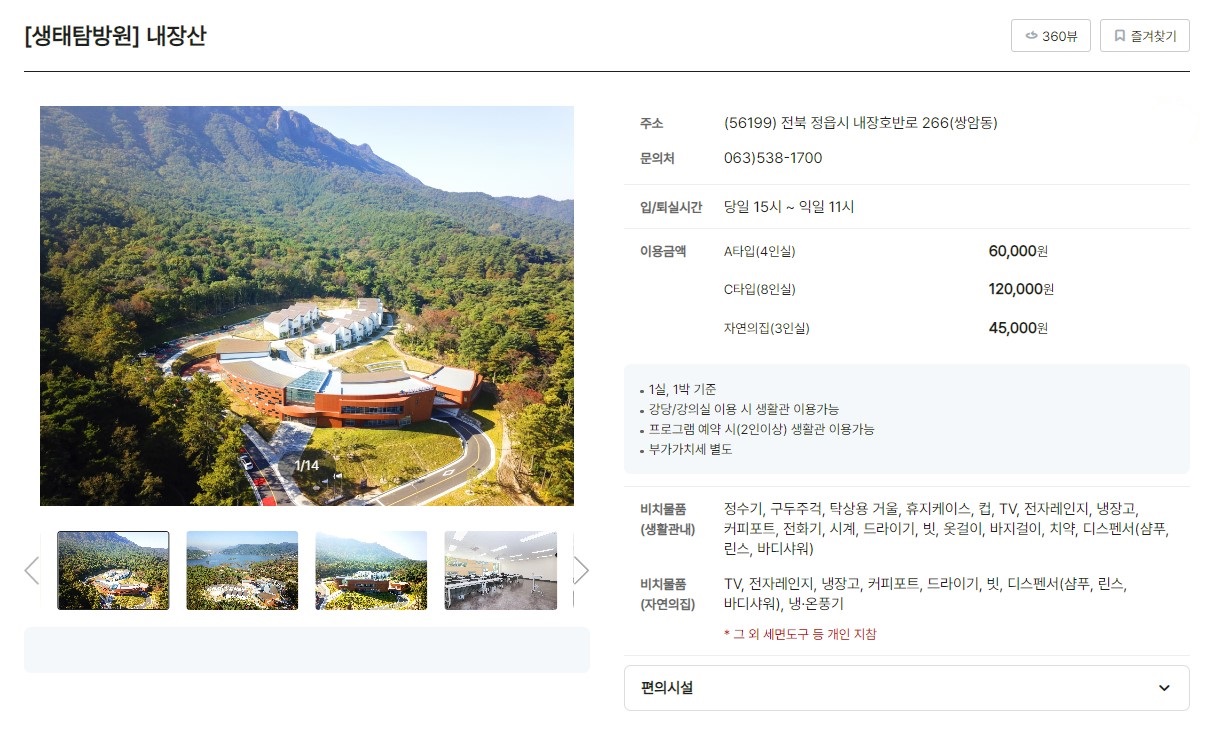 [생태탐방원] 내장산
360뷰
즐겨찾기
1/14
주소
(56199) 전북 정읍시 내장호반로 266(쌍암동)
문의처
063)538-1700
입/퇴실시간
당일 15시 ~ 익일 11시
이용금액
A타입(4인실)
60,000원
C타입(8인실)
120,000원
자연의집(3인실)
45,000원
• 1실, 1박 기준
• 강당/강의실 이용 시 생활관 이용가능
• 프로그램 예약 시(2인이상) 생활관 이용가능
• 부가가치세 별도
비치물품
(생활관내)
정수기, 구두주걱, 탁상용 거울, 휴지케이스, 컵, TV, 전자레인지, 냉장고,
커피포트, 전화기, 시계, 드라이기, 빗, 옷걸이, 바지걸이, 치약, 디스펜서(샴푸,
린스, 바디샤워)
비치물품
(자연의집)
TV, 전자레인지, 냉장고, 커피포트, 드라이기, 빗, 디스펜서(샴푸, 린스,
바디샤워), 냉·온풍기
* 그 외 세면도구 등 개인 지참
편의시설